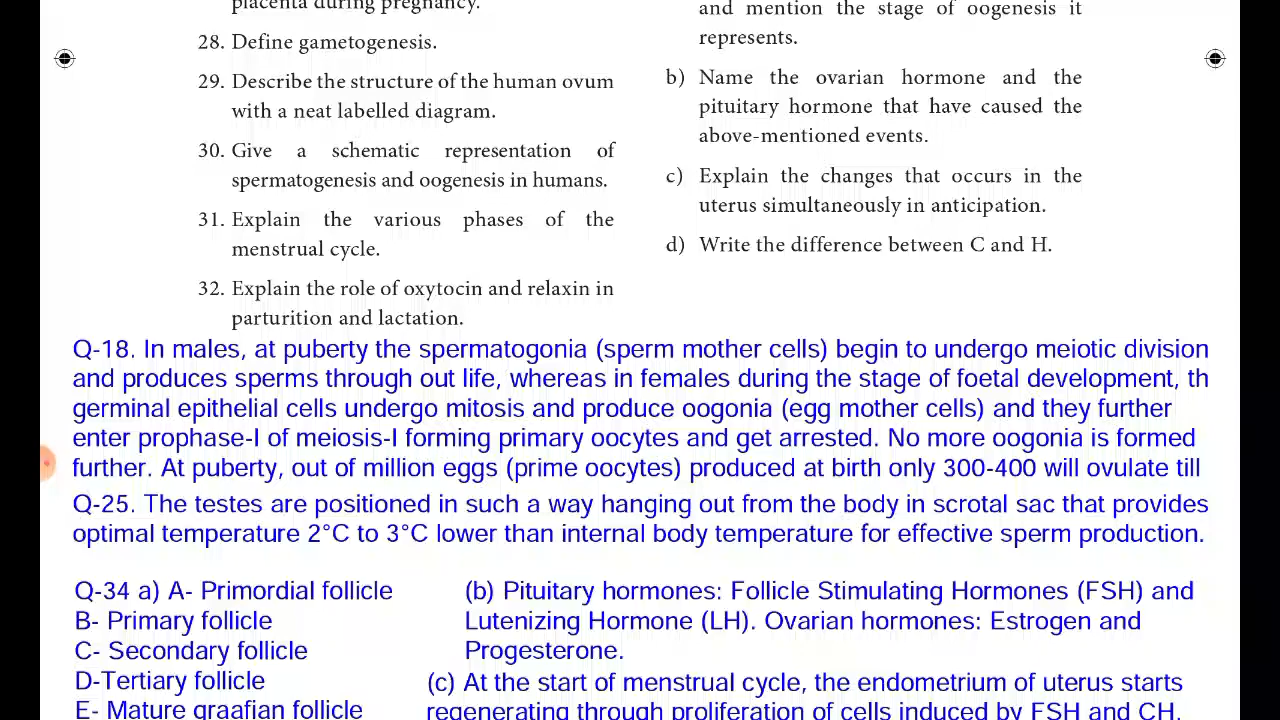 placenta during pregnancy.
28. Define gametogenesis.
29. Describe the structure of the human ovum
with a neat labelled diagram.
30. Give a schematic representation of
spermatogenesis and oogenesis in humans.
31. Explain the various phases of the
menstrual cycle.
32. Explain the role of oxytocin and relaxin in
parturition and lactation.
and mention the stage of oogenesis it
represents.
b) Name the ovarian hormone and the
pituitary hormone that have caused the
above-mentioned events.
c) Explain the changes that occurs in the
uterus simultaneously in anticipation.
d) Write the difference between C and H.
Q-18. In males, at puberty the spermatogonia (sperm mother cells) begin to undergo meiotic division
and produces sperms through out life, whereas in females during the stage of foetal development, th
germinal epithelial cells undergo mitosis and produce oogonia (egg mother cells) and they further
enter prophase-I of meiosis-I forming primary oocytes and get arrested. No more oogonia is formed
further. At puberty, out of million eggs (prime oocytes) produced at birth only 300-400 will ovulate till
Q-25. The testes are positioned in such a way hanging out from the body in scrotal sac that provides
optimal temperature 2°C to 3°C lower than internal body temperature for effective sperm production.
Q-34 a) A- Primordial follicle
B- Primary follicle
C- Secondary follicle
D-Tertiary follicle
E- Mature graafian follicle
(b) Pituitary hormones: Follicle Stimulating Hormones (FSH) and
Lutenizing Hormone (LH). Ovarian hormones: Estrogen and
Progesterone.
(c) At the start of menstrual cycle, the endometrium of uterus starts
regenerating through proliferation of cells induced by FSH and CH.